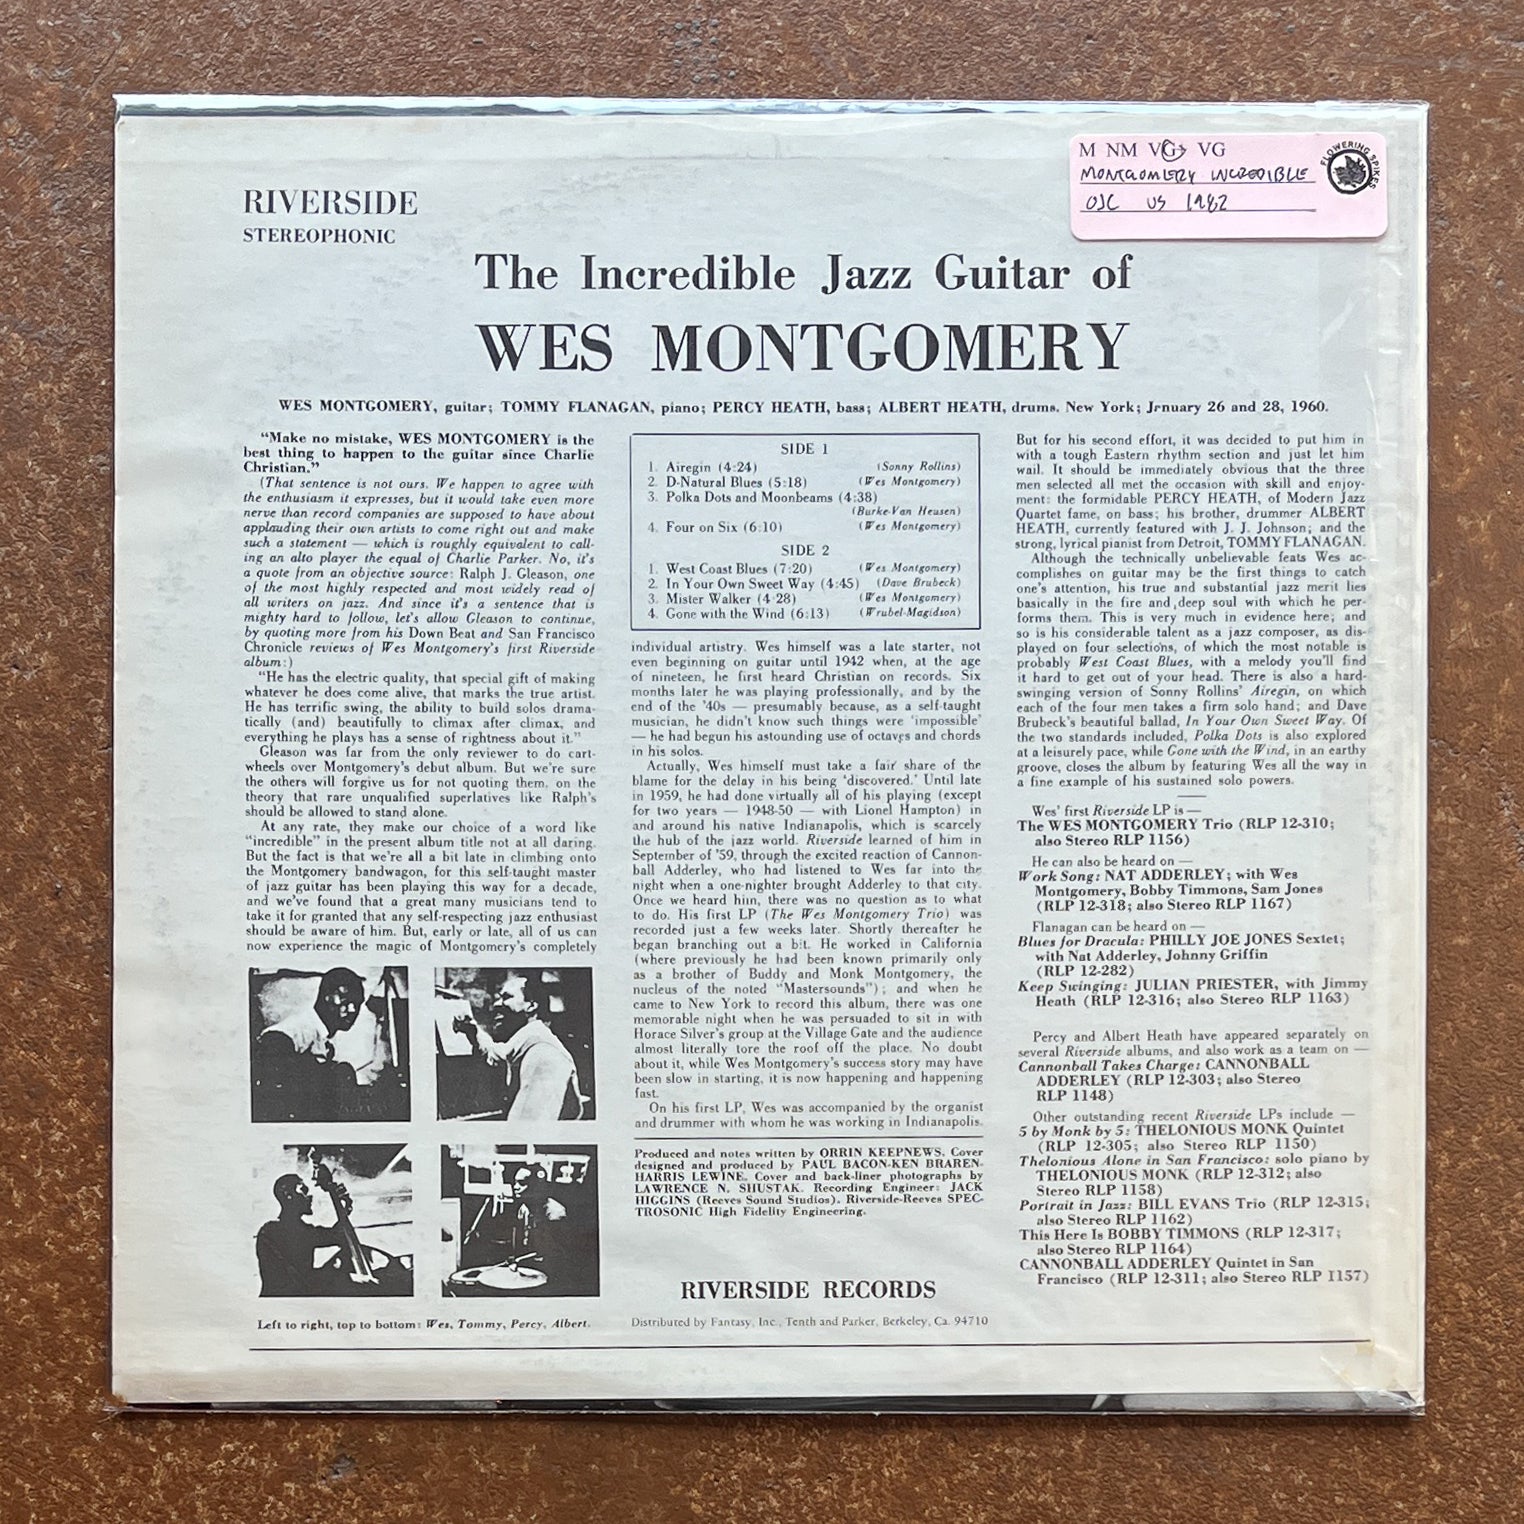 M NM VG+ VG
MONTGOMERY INCREDIBLE
OJC US 1982
FLOWERING SPIKES
RIVERSIDE
STEREOPHONIC
The Incredible Jazz Guitar of
WES MONTGOMERY
WES MONTGOMERY, guitar; TOMMY FLANAGAN, piano; PERCY HEATH, bass; ALBERT HEATH, drums. New York; Jrnuary 26 and 28, 1960.
“Make no mistake, WES MONTGOMERY is the
best thing to happen to the guitar since Charlie
Christian.”
(That sentence is not ours. We happen to agree with
the enthusiasm it expresses, but it would take even more
nerve than record companies are supposed to have about
applauding their own artists to come right out and make
such a statement — which is roughly equivalent to call-
ing an alto player the equal of Charlie Parker. No, it's
a quote from an objective source: Ralph J. Gleason, one
of the most highly respected and most widely read of
all writers on jazz. And since it's a sentence that is
mighty hard to follow, let's allow Gleason to continue,
by quoting more from his Down Beat and San Francisco
Chronicle reviews of Wes Montgomery's first Riverside
album:)
“He has the electric quality, that special gift of making
whatever he does come alive, that marks the true artist.
He has terrific swing, the ability to build solos drama-
tically (and) beautifully to climax after climax, and
everything he plays has a sense of rightness about it.”
Gleason was far from the only reviewer to do cart-
wheels over Montgomery's debut album. But we're sure
the others will forgive us for not quoting them, on the
theory that rare unqualified superlatives like Ralph's
should be allowed to stand alone.
At any rate, they make our choice of a word like
“incredible” in the present album title not at all daring.
But the fact is that we're all a bit late in climbing onto
the Montgomery bandwagon, for this self-taught master
of jazz guitar has been playing this way for a decade,
and we've found that a great many musicians tend to
take it for granted that any self-respecting jazz enthusiast
should be aware of him. But, early or late, all of us can
now experience the magic of Montgomery's completely
Left to right, top to bottom: Wes, Tommy, Percy, Albert.
SIDE 1
1. Airegin (4:24) (Sonny Rollins)
2. D-Natural Blues (5:18) (Wes Montgomery)
3. Polka Dots and Moonbeams (4:38)
(Burke-Van Heusen)
4. Four on Six (6:10) (Wes Montgomery)
SIDE 2
1. West Coast Blues (7:20) (Wes Montgomery)
2. In Your Own Sweet Way (4:45) (Dave Brubeck)
3. Mister Walker (4:28) (Wes Montgomery)
4. Gone with the Wind (6:13) (Wrubel-Magidson)
individual artistry. Wes himself was a late starter, not
even beginning on guitar until 1942 when, at the age
of nineteen, he first heard Christian on records. Six
months later he was playing professionally, and by the
end of the '40s — presumably because, as a self-taught
musician, he didn't know such things were ‘impossible’
— he had begun his astounding use of octaves and chords
in his solos.
Actually, Wes himself must take a fair share of the
blame for the delay in his being ‘discovered.’ Until late
in 1959, he had done virtually all of his playing (except
for two years — 1948-50 — with Lionel Hampton) in
and around his native Indianapolis, which is scarcely
the hub of the jazz world. Riverside learned of him in
September of '59, through the excited reaction of Cannon-
ball Adderley, who had listened to Wes far into the
night when a one-nighter brought Adderley to that city.
Once we heard him, there was no question as to what
to do. His first LP (The Wes Montgomery Trio) was
recorded just a few weeks later. Shortly thereafter he
began branching out a bit. He worked in California
(where previously he had been known primarily only
as a brother of Buddy and Monk Montgomery, the
nucleus of the noted “Mastersounds”); and when he
came to New York to record this album, there was one
memorable night when he was persuaded to sit in with
Horace Silver's group at the Village Gate and the audience
almost literally tore the roof off the place. No doubt
about it, while Wes Montgomery's success story may have
been slow in starting, it is now happening and happening
fast.
On his first LP, Wes was accompanied by the organist
and drummer with whom he was working in Indianapolis.
Produced and notes written by ORRIN KEEPNEWS. Cover
designed and produced by PAUL BACON-KEN BRAREN-
HARRIS LEWINE. Cover and back-liner photographs by
LAWRENCE N. SHUSTAK. Recording Engineer: JACK
HIGGINS (Reeves Sound Studios). Riverside-Reeves SPEC-
TROSONIC High Fidelity Engineering.
RIVERSIDE RECORDS
Distributed by Fantasy, Inc., Tenth and Parker, Berkeley, Ca. 94710
But for his second effort, it was decided to put him in
with a tough Eastern rhythm section and just let him
wail. It should be immediately obvious that the three
men selected all met the occasion with skill and enjoy-
ment: the formidable PERCY HEATH, of Modern Jazz
Quartet fame, on bass; his brother, drummer ALBERT
HEATH, currently featured with J. J. Johnson; and the
strong, lyrical pianist from Detroit, TOMMY FLANAGAN.
Although the technically unbelievable feats Wes ac-
complishes on guitar may be the first things to catch
one's attention, his true and substantial jazz merit lies
basically in the fire and deep soul with which he per-
forms them. This is very much in evidence here; and
so is his considerable talent as a jazz composer, as dis-
played on four selections, of which the most notable is
probably West Coast Blues, with a melody you'll find
it hard to get out of your head. There is also a hard-
swinging version of Sonny Rollins' Airegin, on which
each of the four men takes a firm solo hand; and Dave
Brubeck's beautiful ballad, In Your Own Sweet Way. Of
the two standards included, Polka Dots is also explored
at a leisurely pace, while Gone with the Wind, in an earthy
groove, closes the album by featuring Wes all the way in
a fine example of his sustained solo powers.
Wes' first Riverside LP is—
The WES MONTGOMERY Trio (RLP 12-310;
also Stereo RLP 1156)
He can also be heard on —
Work Song: NAT ADDERLEY; with Wes
Montgomery, Bobby Timmons, Sam Jones
(RLP 12-318; also Stereo RLP 1167)
Flanagan can be heard on —
Blues for Dracula: PHILLY JOE JONES Sextet;
with Nat Adderley, Johnny Griffin
(RLP 12-282)
Keep Swinging: JULIAN PRIESTER, with Jimmy
Heath (RLP 12-316; also Stereo RLP 1163)
Percy and Albert Heath have appeared separately on
several Riverside albums, and also work as a team on —
Cannonball Takes Charge: CANNONBALL
ADDERLEY (RLP 12-303; also Stereo
RLP 1148)
Other outstanding recent Riverside LPs include —
5 by Monk by 5: THELONIOUS MONK Quintet
(RLP 12-305; also Stereo RLP 1150)
Thelonious Alone in San Francisco: solo piano by
THELONIOUS MONK (RLP 12-312; also
Stereo RLP 1158)
Portrait in Jazz: BILL EVANS Trio (RLP 12-315;
also Stereo RLP 1162)
This Here Is BOBBY TIMMONS (RLP 12-317;
also Stereo RLP 1164)
CANNONBALL ADDERLEY Quintet in San
Francisco (RLP 12-311; also Stereo RLP 1157)